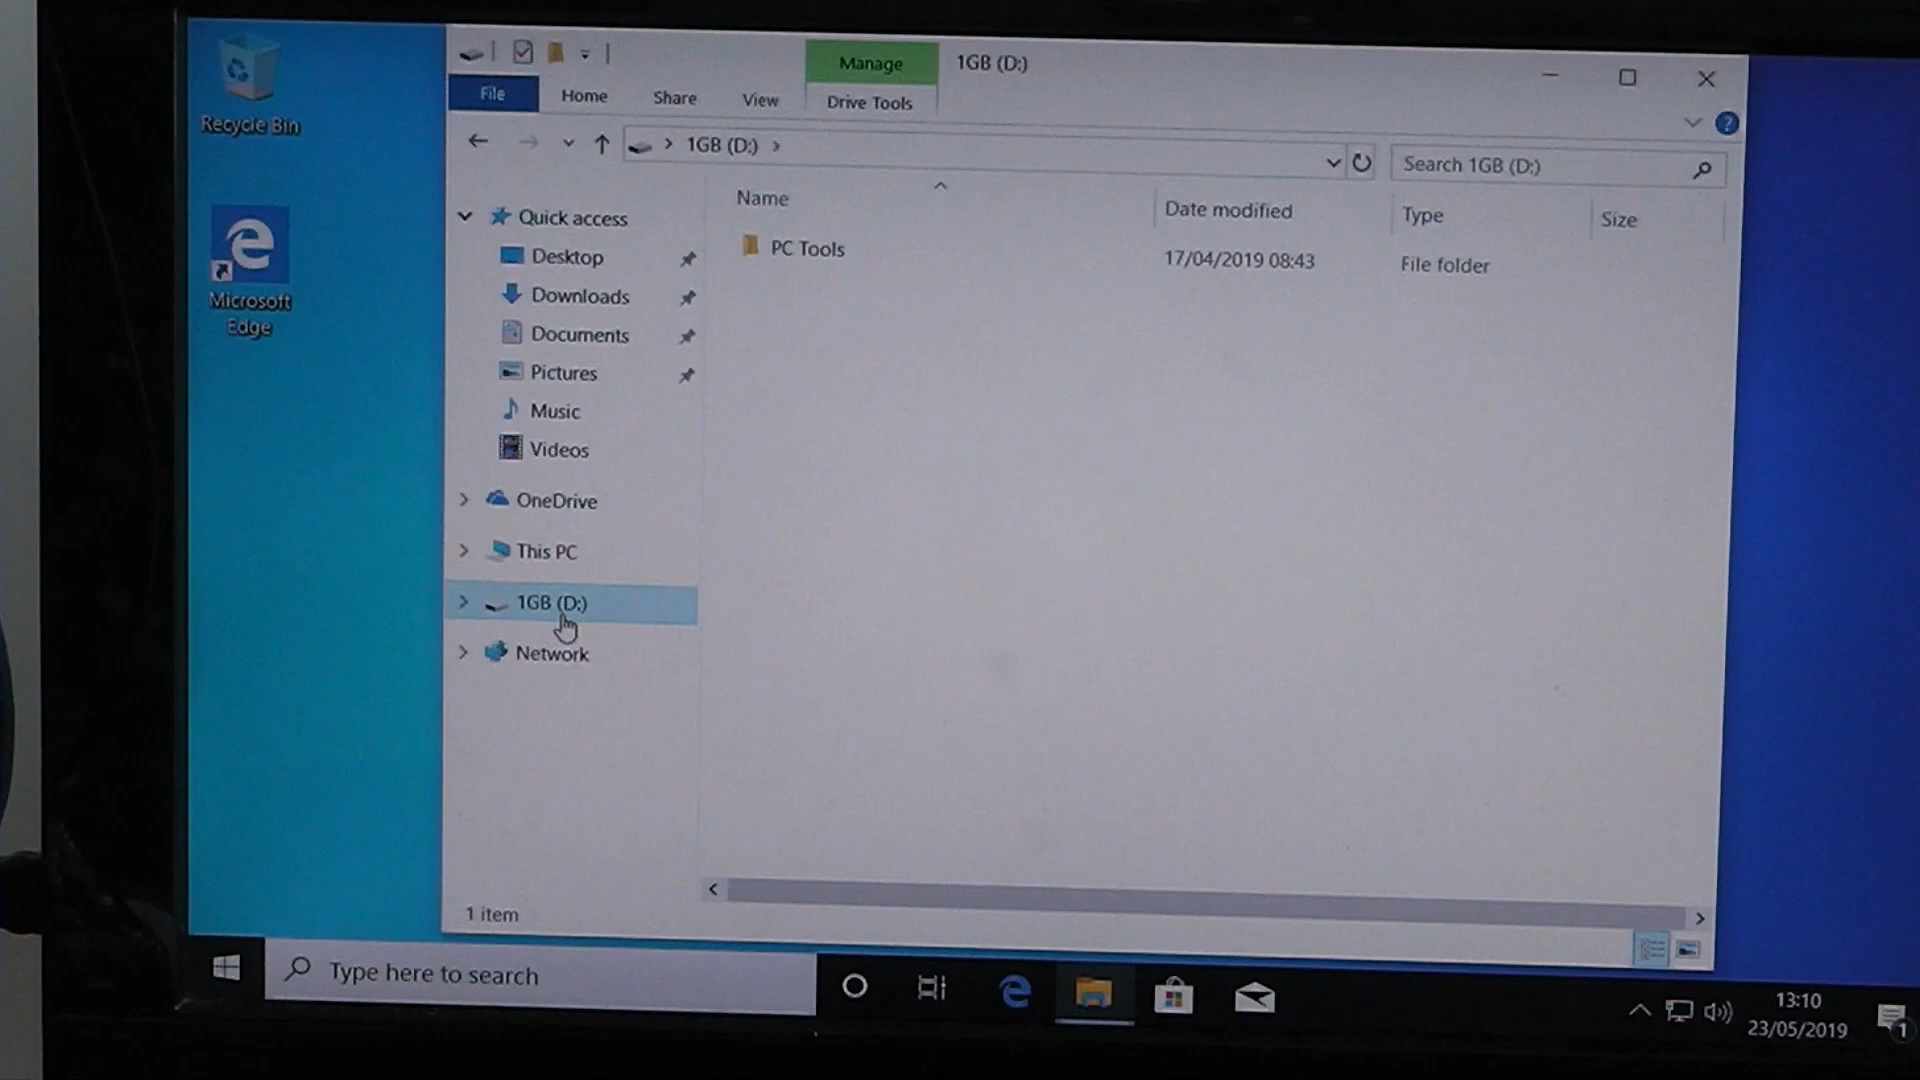 Recycle Bin
Microsoft
Edge
Manage
1GB (D:)
File
Home
Share
View
Drive Tools
?
1GB (D:)
Search 1GB (D:)
Name
Date modified
Type
Size
PC Tools
17/04/2019 08:43
File folder
Quick access
Desktop
Downloads
Documents
Pictures
Music
Videos
OneDrive
This PC
1GB (D:)
Network
1 item
Type here to search
13:10
23/05/2019
1